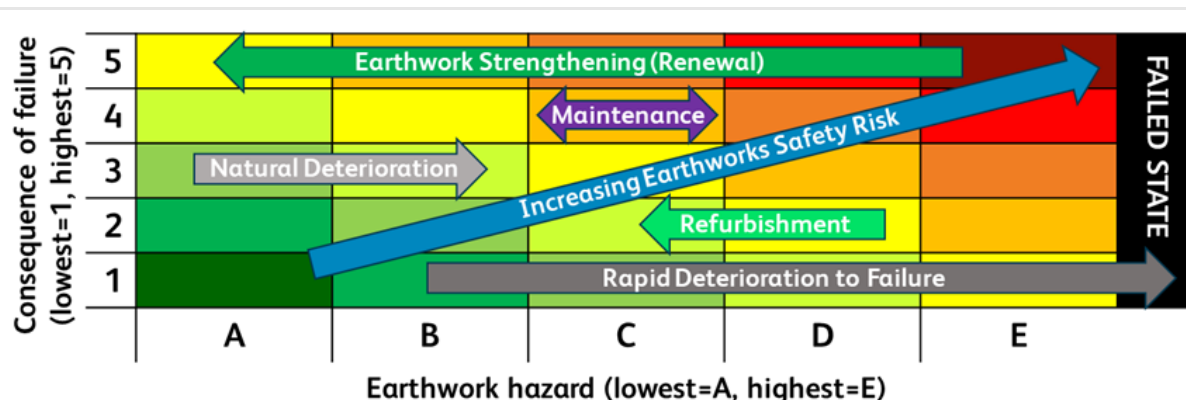 Consequence of failure
(lowest=1, highest=5)
5
Earthwork Strengthening (Renewal)
4
Maintenance
3
Natural Deterioration
Increasing Earthworks Safety Risk
2
Refurbishment
1
Rapid Deterioration to Failure
FAILED STATE
A B C D E
Earthwork hazard (lowest=A, highest=E)